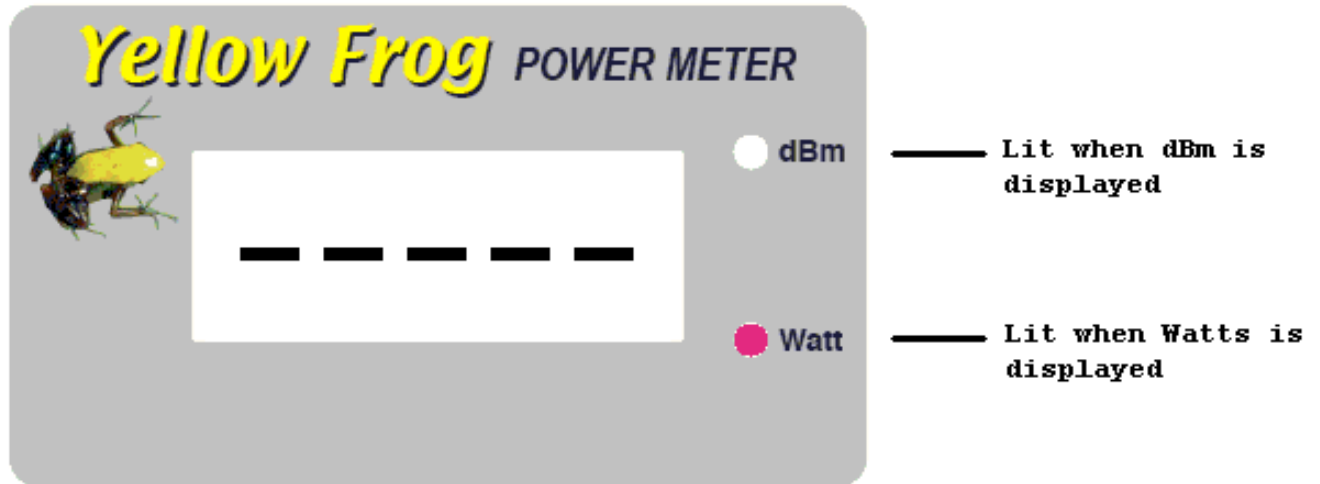 Yellow Frog POWER METER
dBm
Lit when dBm is
displayed
— — — — —
Watt
Lit when Watts is
displayed